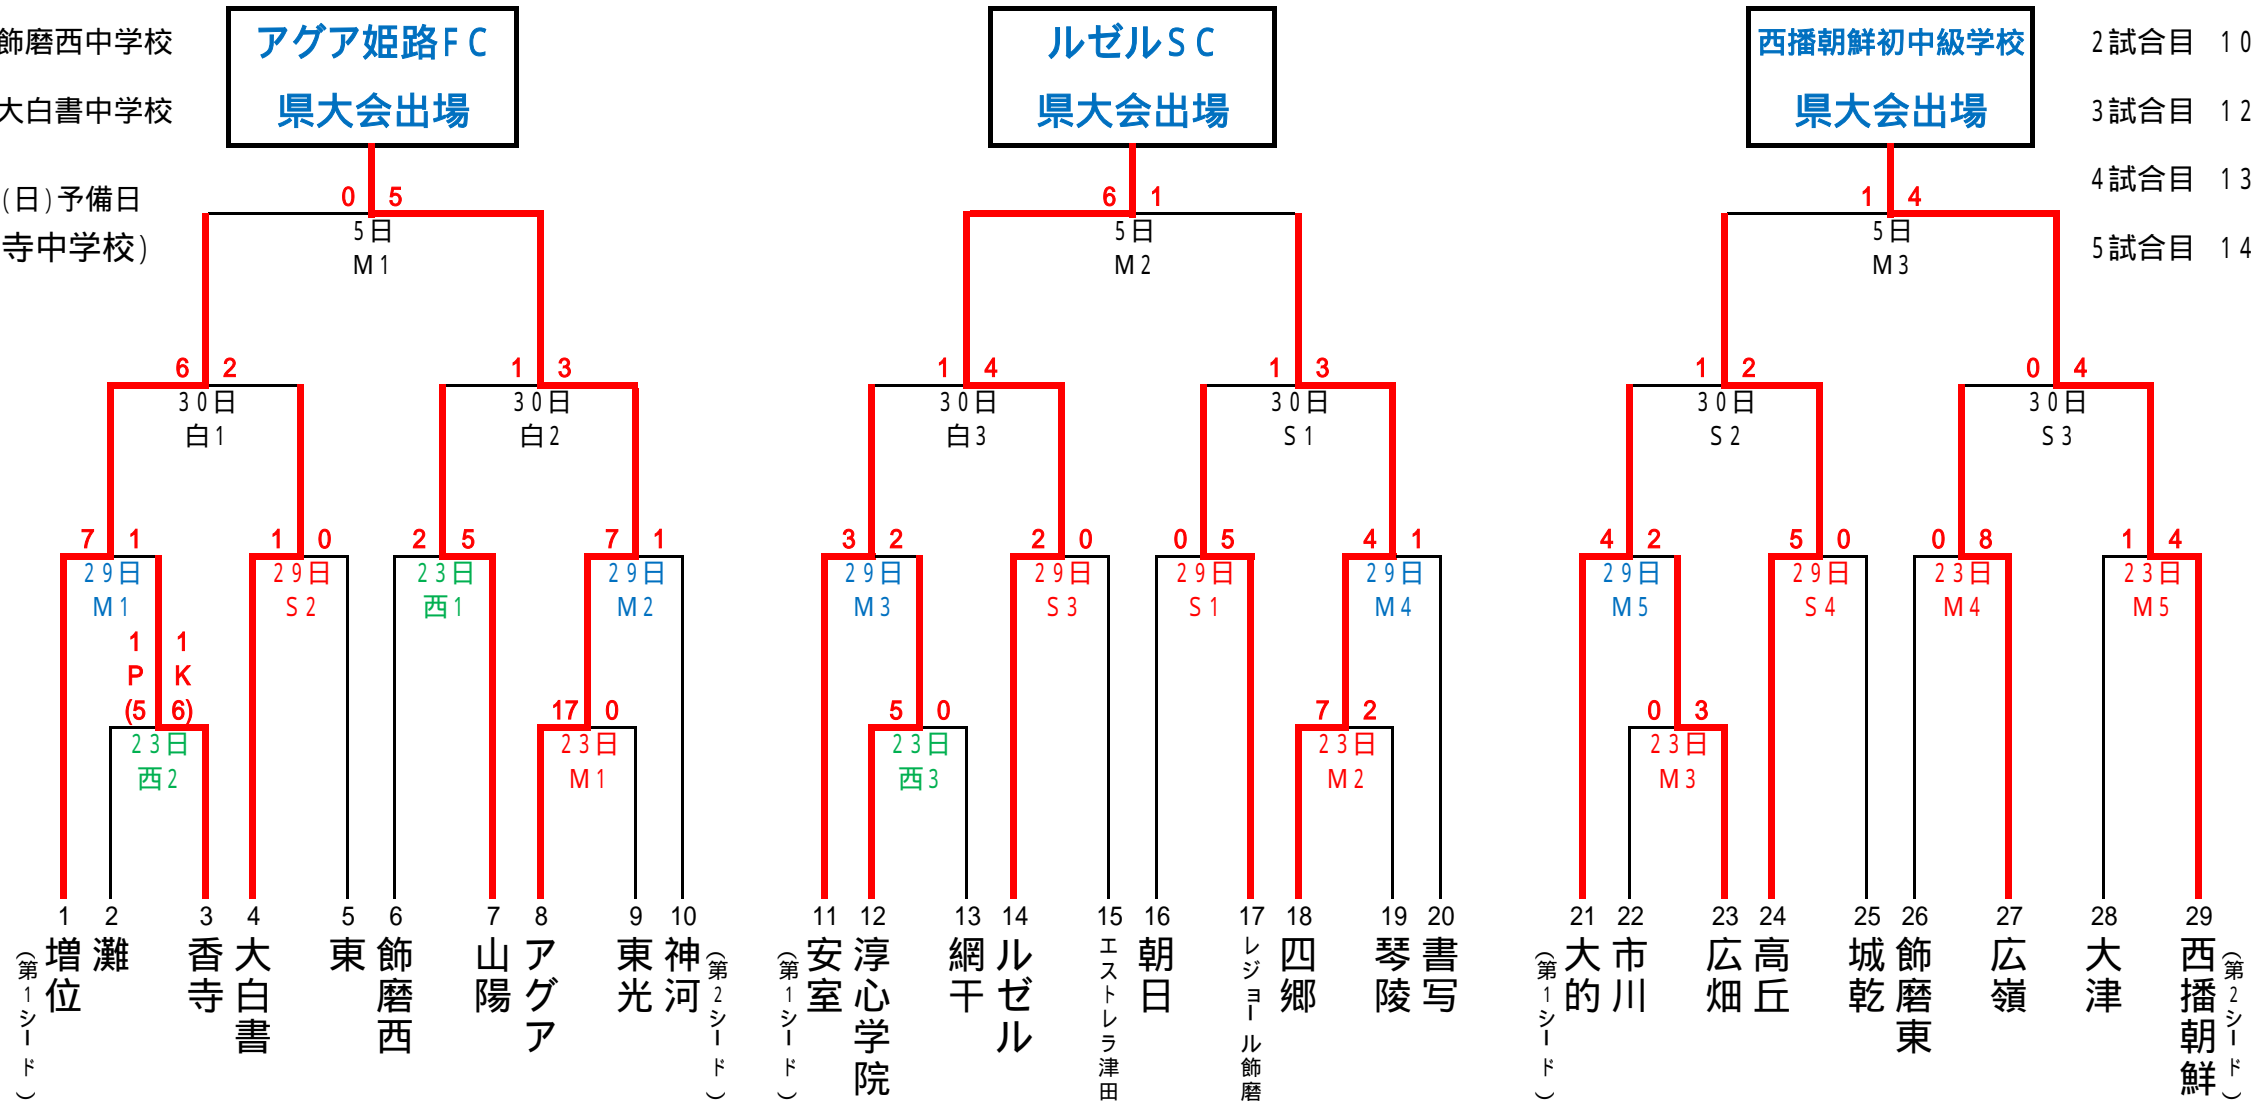 飾磨西中学校
大白書中学校
(日)予備日
寺中学校)
アグア姫路FC
県大会出場
ルゼルSC
県大会出場
西播朝鮮初中級学校
県大会出場
2試合目 10
3試合目 12
4試合目 13
5試合目 14
0 5
5日
M1
6 1
5日
M2
1 4
5日
M3
6 2
30日
白1
1 3
30日
白2
1 4
30日
白3
1 3
30日
S1
1 2
30日
S2
0 4
30日
S3
7 1
29日
M1
1 0
29日
S2
2 5
23日
西1
7 1
29日
M2
3 2
29日
M3
2 0
29日
S3
0 5
29日
S1
4 1
29日
M4
4 2
29日
M5
5 0
29日
S4
0 8
23日
M4
1 4
23日
M5
1 1
P K
(5 6)
23日
西2
17 0
23日
M1
5 0
23日
西3
7 2
23日
M2
0 3
23日
M3
1 2 3 4 5 6 7 8 9 10 11 12 13 14 15 16 17 18 19 20 21 22 23 24 25 26 27 28 29
(第1シード)
増位
灘
香寺
大白書
東
飾磨西
山陽
アグア
東光
神河
(第2シード)
(第1シード)
安室
淳心学院
網干
ルゼル
エストレラ津田
朝日
レジョール飾磨
四郷
琴陵
書写
(第1シード)
大的
市川
広畑
高丘
城乾
飾磨東
広嶺
大津
西播朝鮮
(第2シード)